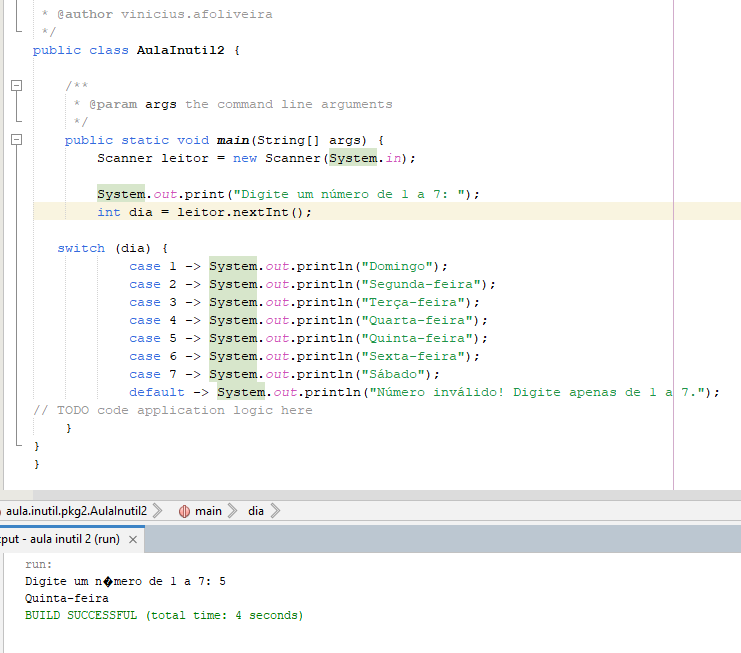 * @author vinicius.afoliveira
*/
public class AulaInutil2 {
/**
* @param args the command line arguments
*/
public static void main(String[] args) {
Scanner leitor = new Scanner(System.in);
System.out.print("Digite um número de 1 a 7: ");
int dia = leitor.nextInt();
switch (dia) {
case 1 -> System.out.println("Domingo");
case 2 -> System.out.println("Segunda-feira");
case 3 -> System.out.println("Terça-feira");
case 4 -> System.out.println("Quarta-feira");
case 5 -> System.out.println("Quinta-feira");
case 6 -> System.out.println("Sexta-feira");
case 7 -> System.out.println("Sábado");
default -> System.out.println("Número inválido! Digite apenas de 1 a 7.");
// TODO code application logic here
}
}
}
aula.inutil.pkg2.AulaInutil2 main dia
tput - aula inutil 2 (run) ×
run:
Digite um n�mero de 1 a 7: 5
Quinta-feira
BUILD SUCCESSFUL (total time: 4 seconds)